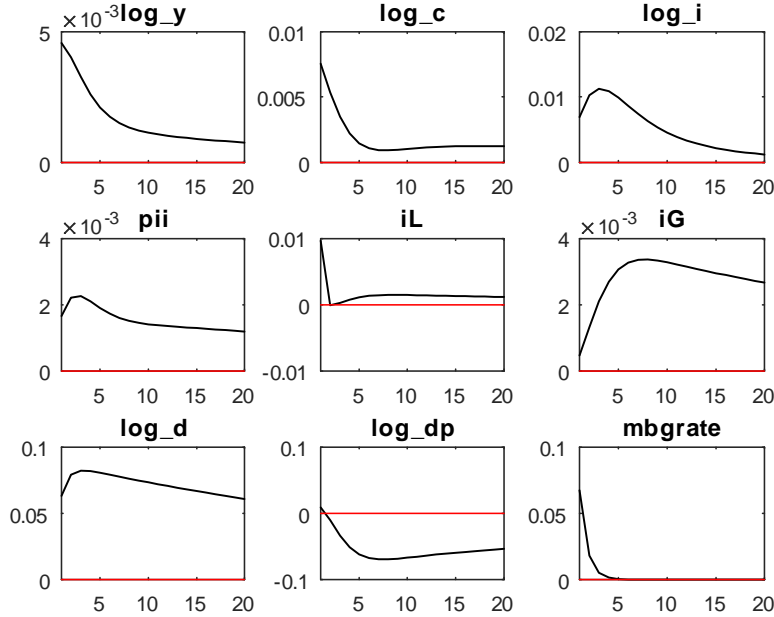 ×10⁻³ log_y log_c log_i
5 0.01 0.02
0.005 0.01
0 0 0
5 10 15 20 5 10 15 20 5 10 15 20
×10⁻³ pii iL ×10⁻³ iG
4 0.01 4
2 0 2
0 -0.01 0
5 10 15 20 5 10 15 20 5 10 15 20
log_d log_dp mbgrate
0.1 0.1 0.1
0.05 0 0.05
0 -0.1 0
5 10 15 20 5 10 15 20 5 10 15 20